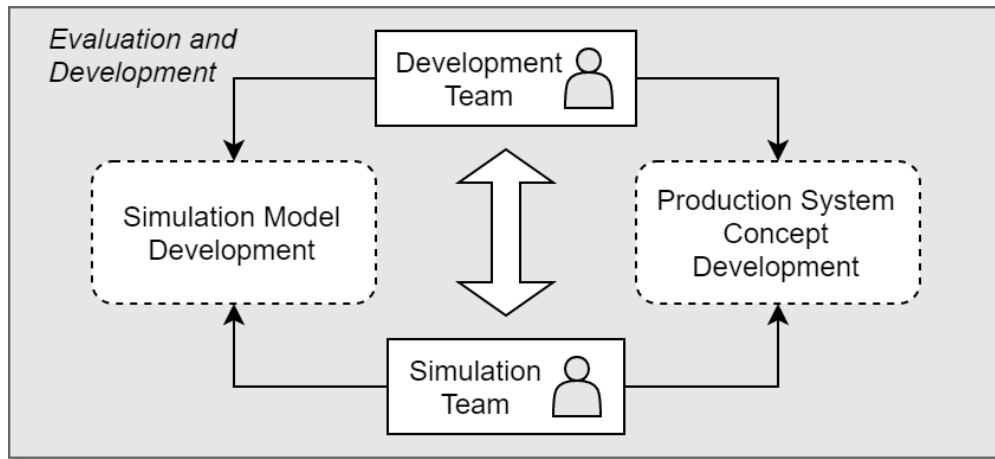 Evaluation and
Development
Development
Team
Simulation Model
Development
Production System
Concept
Development
Simulation
Team